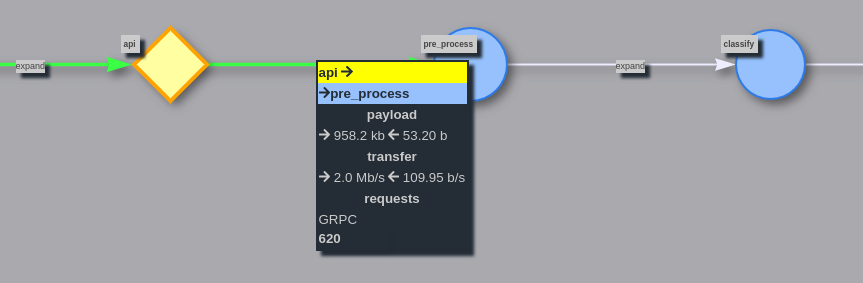 api
pre_process
classify
expand
expand
api →
→pre_process
payload
→ 958.2 kb ← 53.20 b
transfer
→ 2.0 Mb/s ← 109.95 b/s
requests
GRPC
620